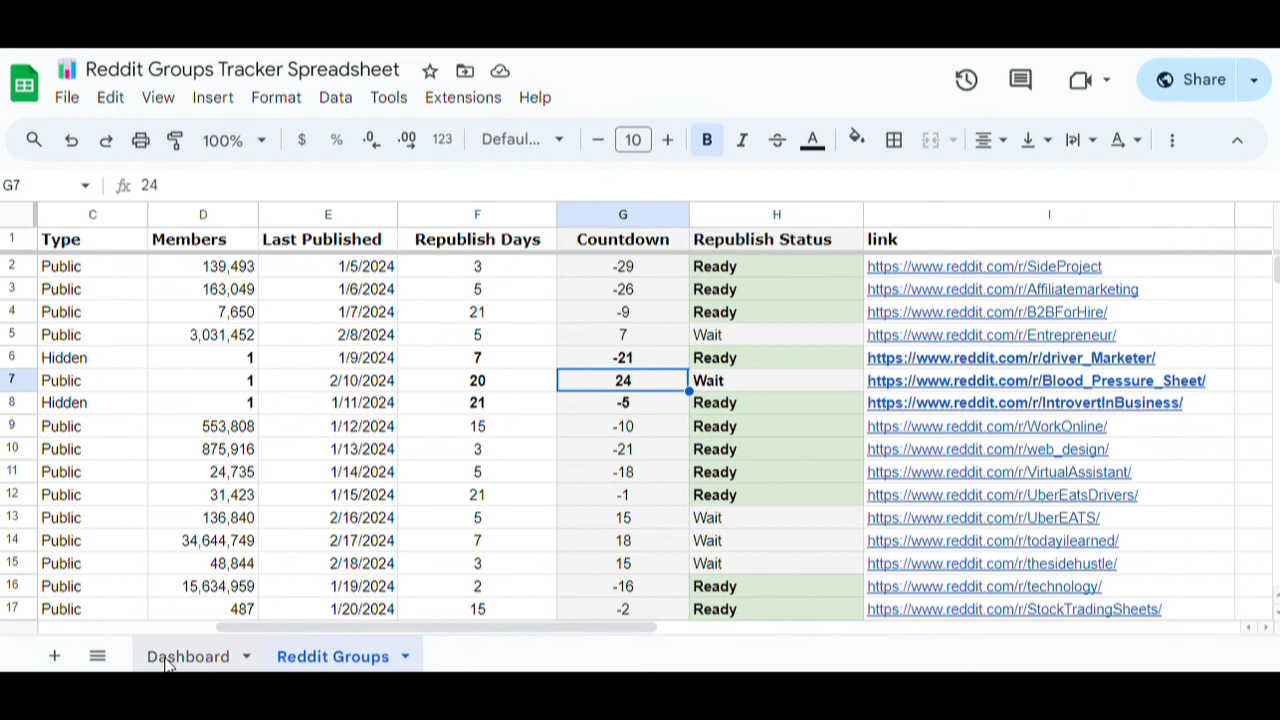 Reddit Groups Tracker Spreadsheet
Share
File Edit View Insert Format Data Tools Extensions Help
100% $ % .0 .00 123 Defaul... − 10 + B I S A A
G7 fx 24
C D E F G H I
1 Type Members Last Published Republish Days Countdown Republish Status link
2 Public 139,493 1/5/2024 3 -29 Ready https://www.reddit.com/r/SideProject
3 Public 163,049 1/6/2024 5 -26 Ready https://www.reddit.com/r/Affiliatemarketing
4 Public 7,650 1/7/2024 21 -9 Ready https://www.reddit.com/r/B2BForHire/
5 Public 3,031,452 2/8/2024 5 7 Wait https://www.reddit.com/r/Entrepreneur/
6 Hidden 1 1/9/2024 7 -21 Ready https://www.reddit.com/r/driver_Marketer/
7 Public 1 2/10/2024 20 24 Wait https://www.reddit.com/r/Blood_Pressure_Sheet/
8 Hidden 1 1/11/2024 21 -5 Ready https://www.reddit.com/r/IntrovertInBusiness/
9 Public 553,808 1/12/2024 15 -10 Ready https://www.reddit.com/r/WorkOnline/
10 Public 875,916 1/13/2024 3 -21 Ready https://www.reddit.com/r/web_design/
11 Public 24,735 1/14/2024 5 -18 Ready https://www.reddit.com/r/VirtualAssistant/
12 Public 31,423 1/15/2024 21 -1 Ready https://www.reddit.com/r/UberEatsDrivers/
13 Public 136,840 2/16/2024 5 15 Wait https://www.reddit.com/r/UberEATS/
14 Public 34,644,749 2/17/2024 7 18 Wait https://www.reddit.com/r/todayilearned/
15 Public 48,844 2/18/2024 3 15 Wait https://www.reddit.com/r/thesidehustle/
16 Public 15,634,959 1/19/2024 2 -16 Ready https://www.reddit.com/r/technology/
17 Public 487 1/20/2024 15 -2 Ready https://www.reddit.com/r/StockTradingSheets/
+ Dashboard Reddit Groups